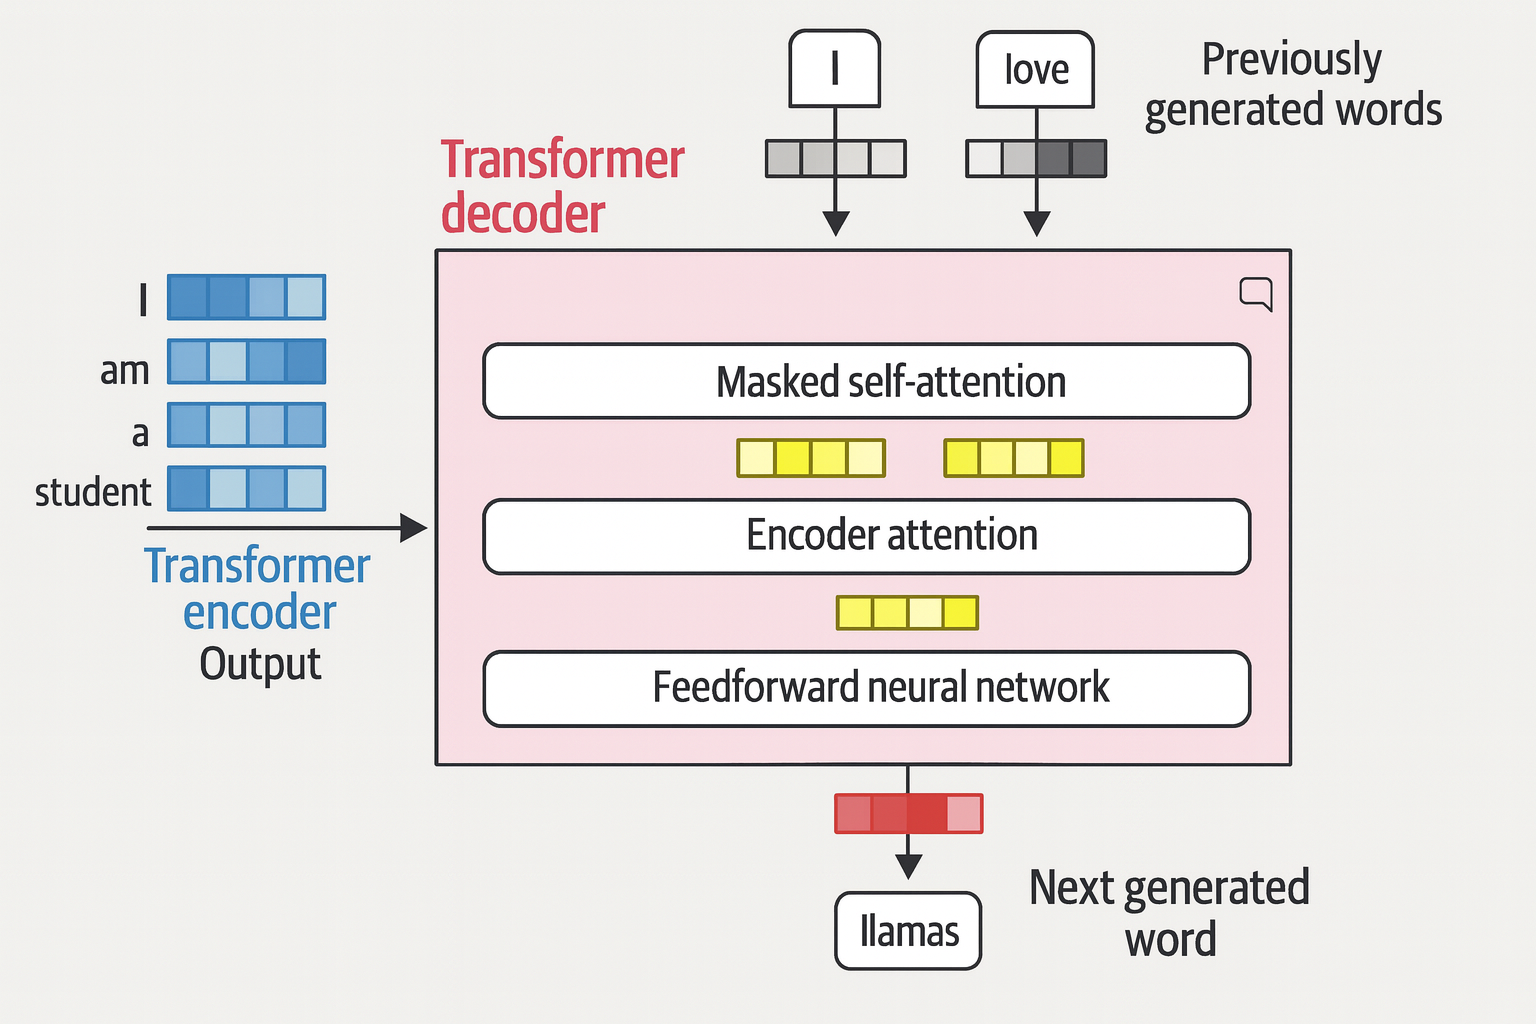 I
love
Previously
generated words
Transformer
decoder
I
am
a
student
Transformer
encoder
Output
Masked self-attention
Encoder attention
Feedforward neural network
llamas
Next generated
word